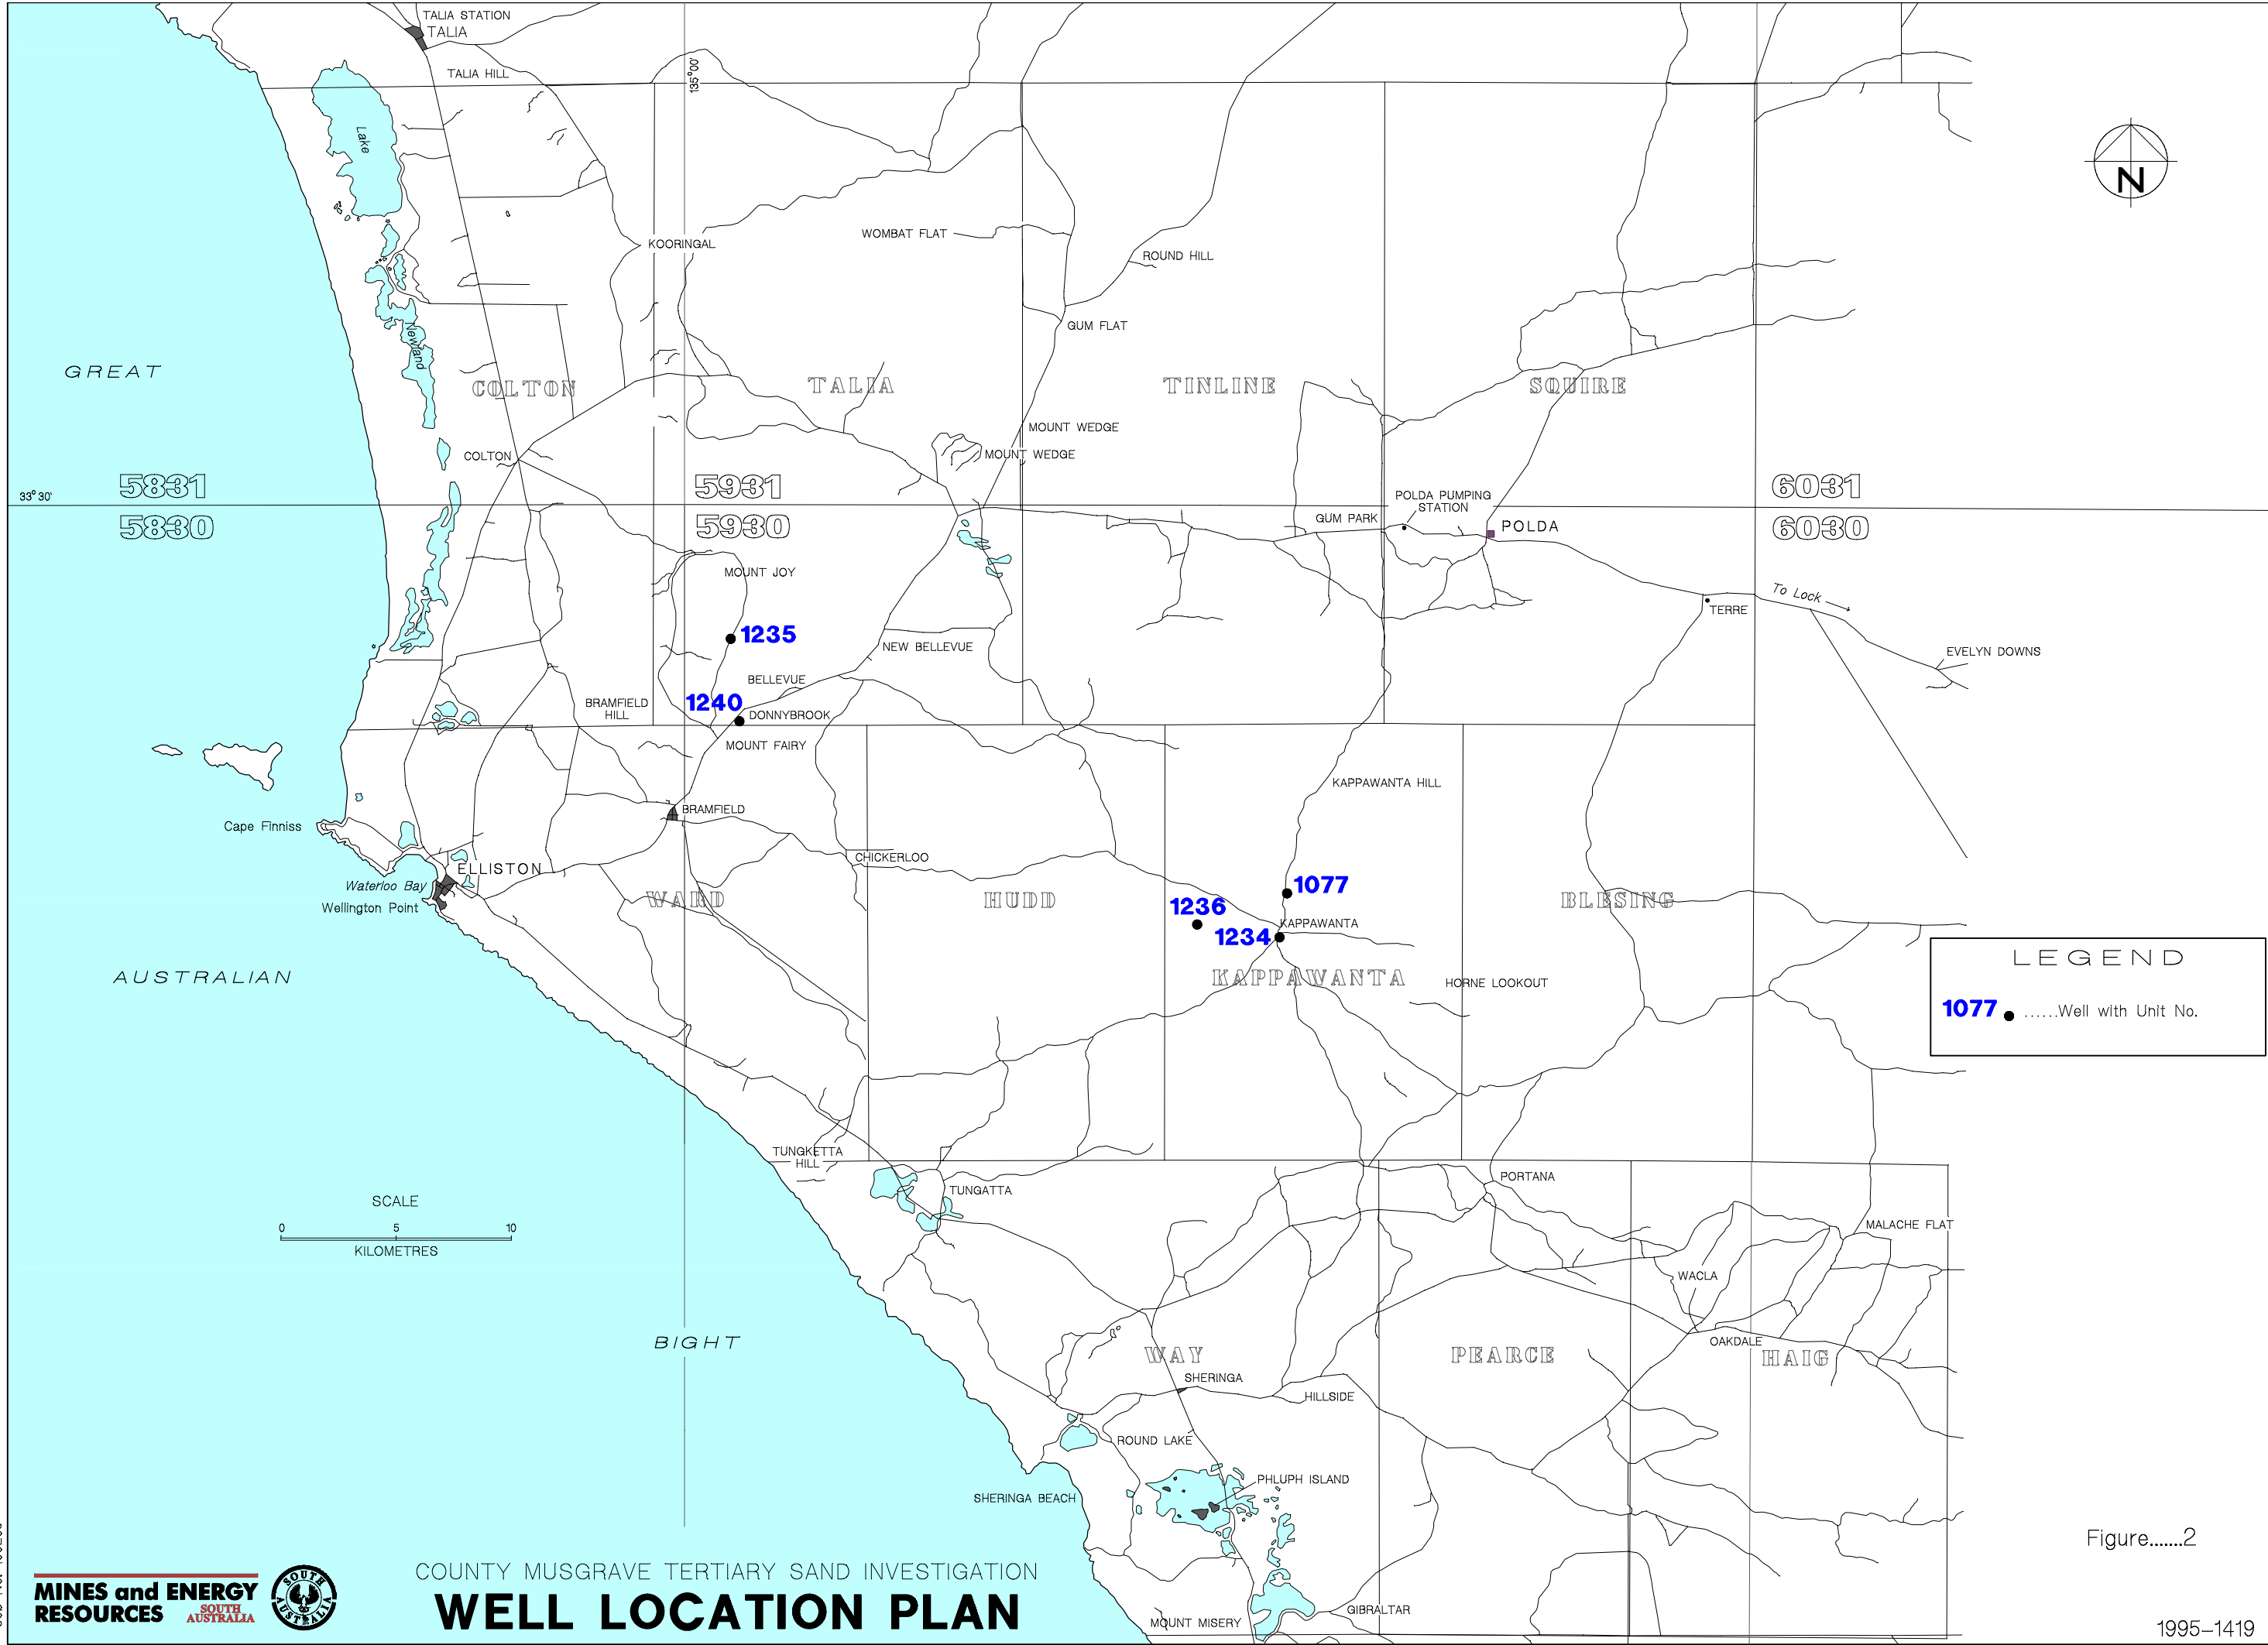 TALIA STATION
TALIA
TALIA HILL
135°00'
Lake
KOORINGAL
WOMBAT FLAT
ROUND HILL
N
Newland
GUM FLAT
GREAT
COLTON
TALIA
TINLINE
SQUIRE
MOUNT WEDGE
MOUNT WEDGE
COLTON
33°30'
5831
5931
6031
5830
5930
6030
POLDA PUMPING
STATION
GUM PARK
POLDA
MOUNT JOY
To Lock
TERRE
1235
NEW BELLEVUE
EVELYN DOWNS
BELLEVUE
BRAMFIELD
HILL
1240
DONNYBROOK
MOUNT FAIRY
KAPPAWANTA HILL
BRAMFIELD
Cape Finniss
CHICKERLOO
ELLISTON
Waterloo Bay
Wellington Point
WARD
HUDD
1077
BLESING
1236
KAPPAWANTA
1234
AUSTRALIAN
KAPPAWANTA
HORNE LOOKOUT
LEGEND
1077 ......Well with Unit No.
TUNGKETTA
HILL
TUNGATTA
PORTANA
SCALE
0 5 10
KILOMETRES
MALACHE FLAT
WACLA
BIGHT
OAKDALE
WAY
PEARCE
HAIG
SHERINGA
HILLSIDE
ROUND LAKE
PHLUPH ISLAND
SHERINGA BEACH
Figure.......2
COUNTY MUSGRAVE TERTIARY SAND INVESTIGATION
WELL LOCATION PLAN
MINES and ENERGY
RESOURCES
SOUTH
AUSTRALIA
SOUTH
AUSTRALIA
GIBRALTAR
MOUNT MISERY
1995-1419